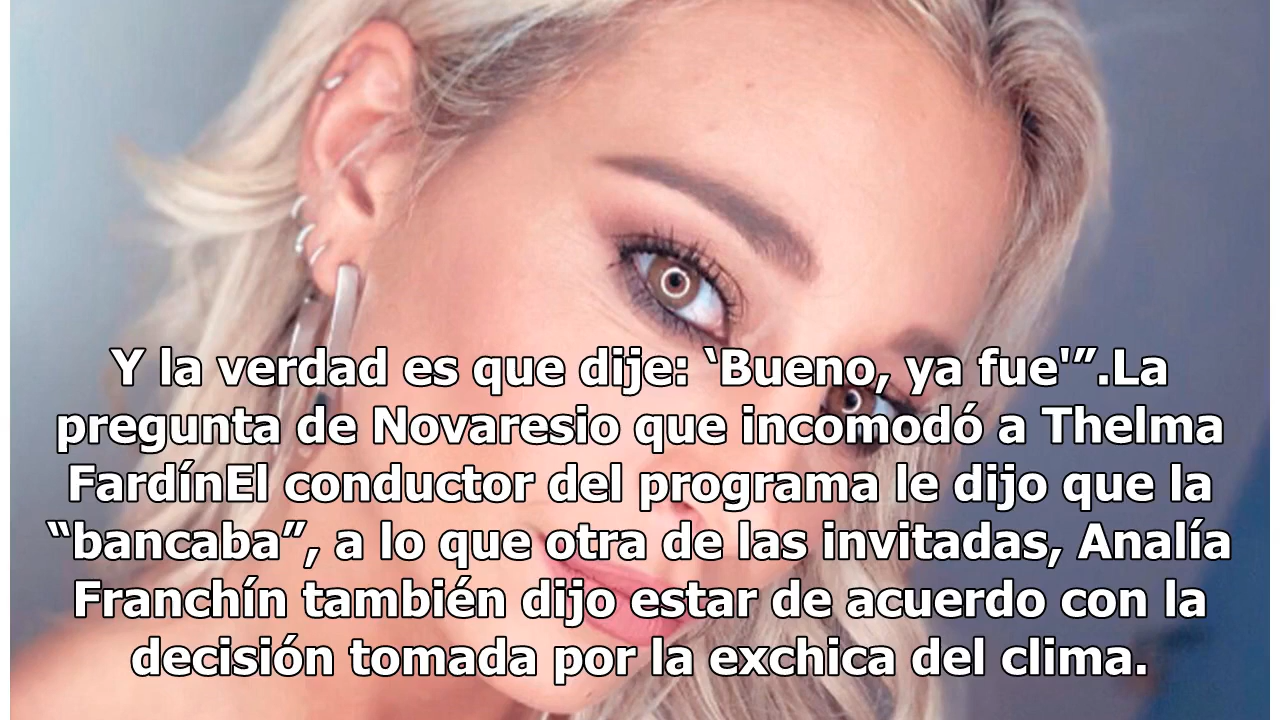 Y la verdad es que dije: ‘Bueno, ya fue'”.La
pregunta de Novaresio que incomodó a Thelma
FardínEl conductor del programa le dijo que la
“bancaba”, a lo que otra de las invitadas, Analía
Franchín también dijo estar de acuerdo con la
decisión tomada por la exchica del clima.